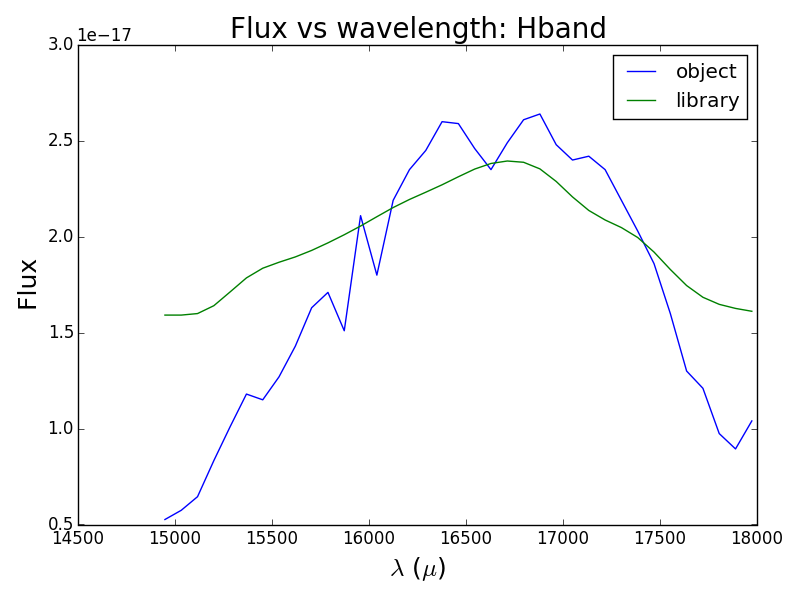 Flux vs wavelength: Hband
1e−17
3.0
2.5
2.0
1.5
1.0
0.5
Flux
object
library
14500 15000 15500 16000 16500 17000 17500 18000
λ (μ)